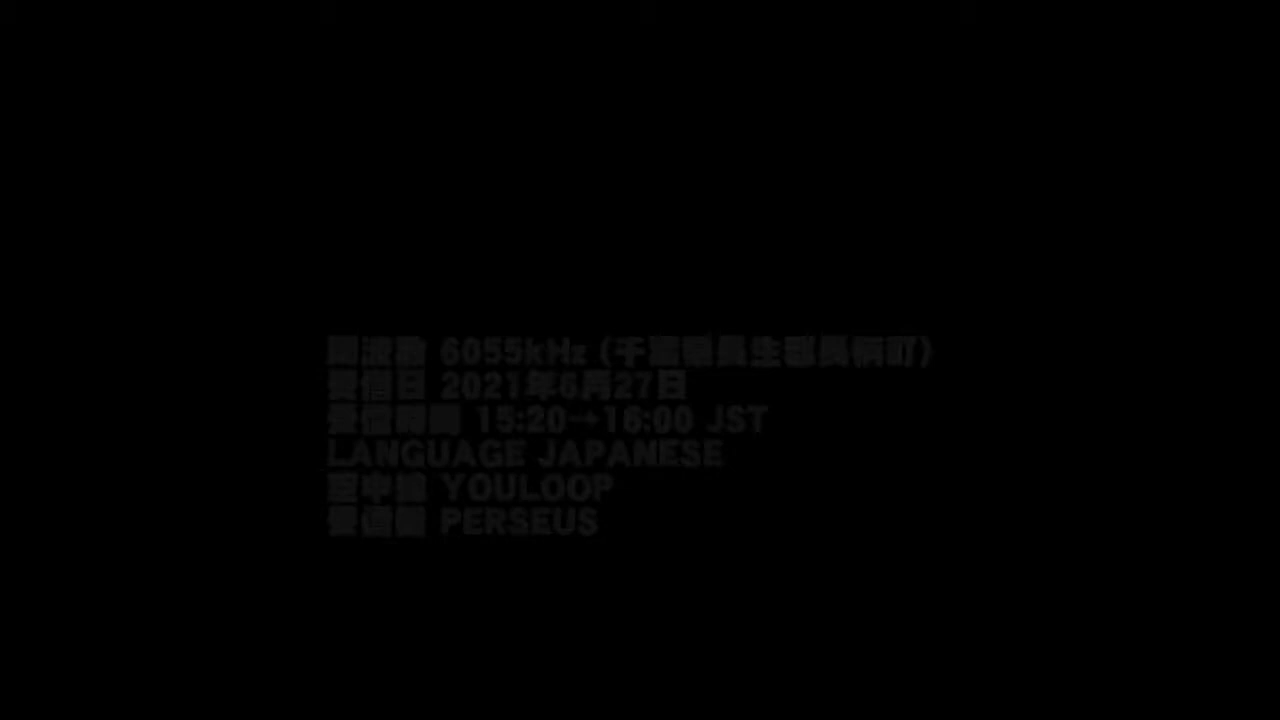 周波数 6055kHz (千葉県長生郡長柄町)
受信日 2021年6月27日
受信時間 15:20→16:00 JST
LANGUAGE JAPANESE
空中線 YOULOOP
受信機 PERSEUS